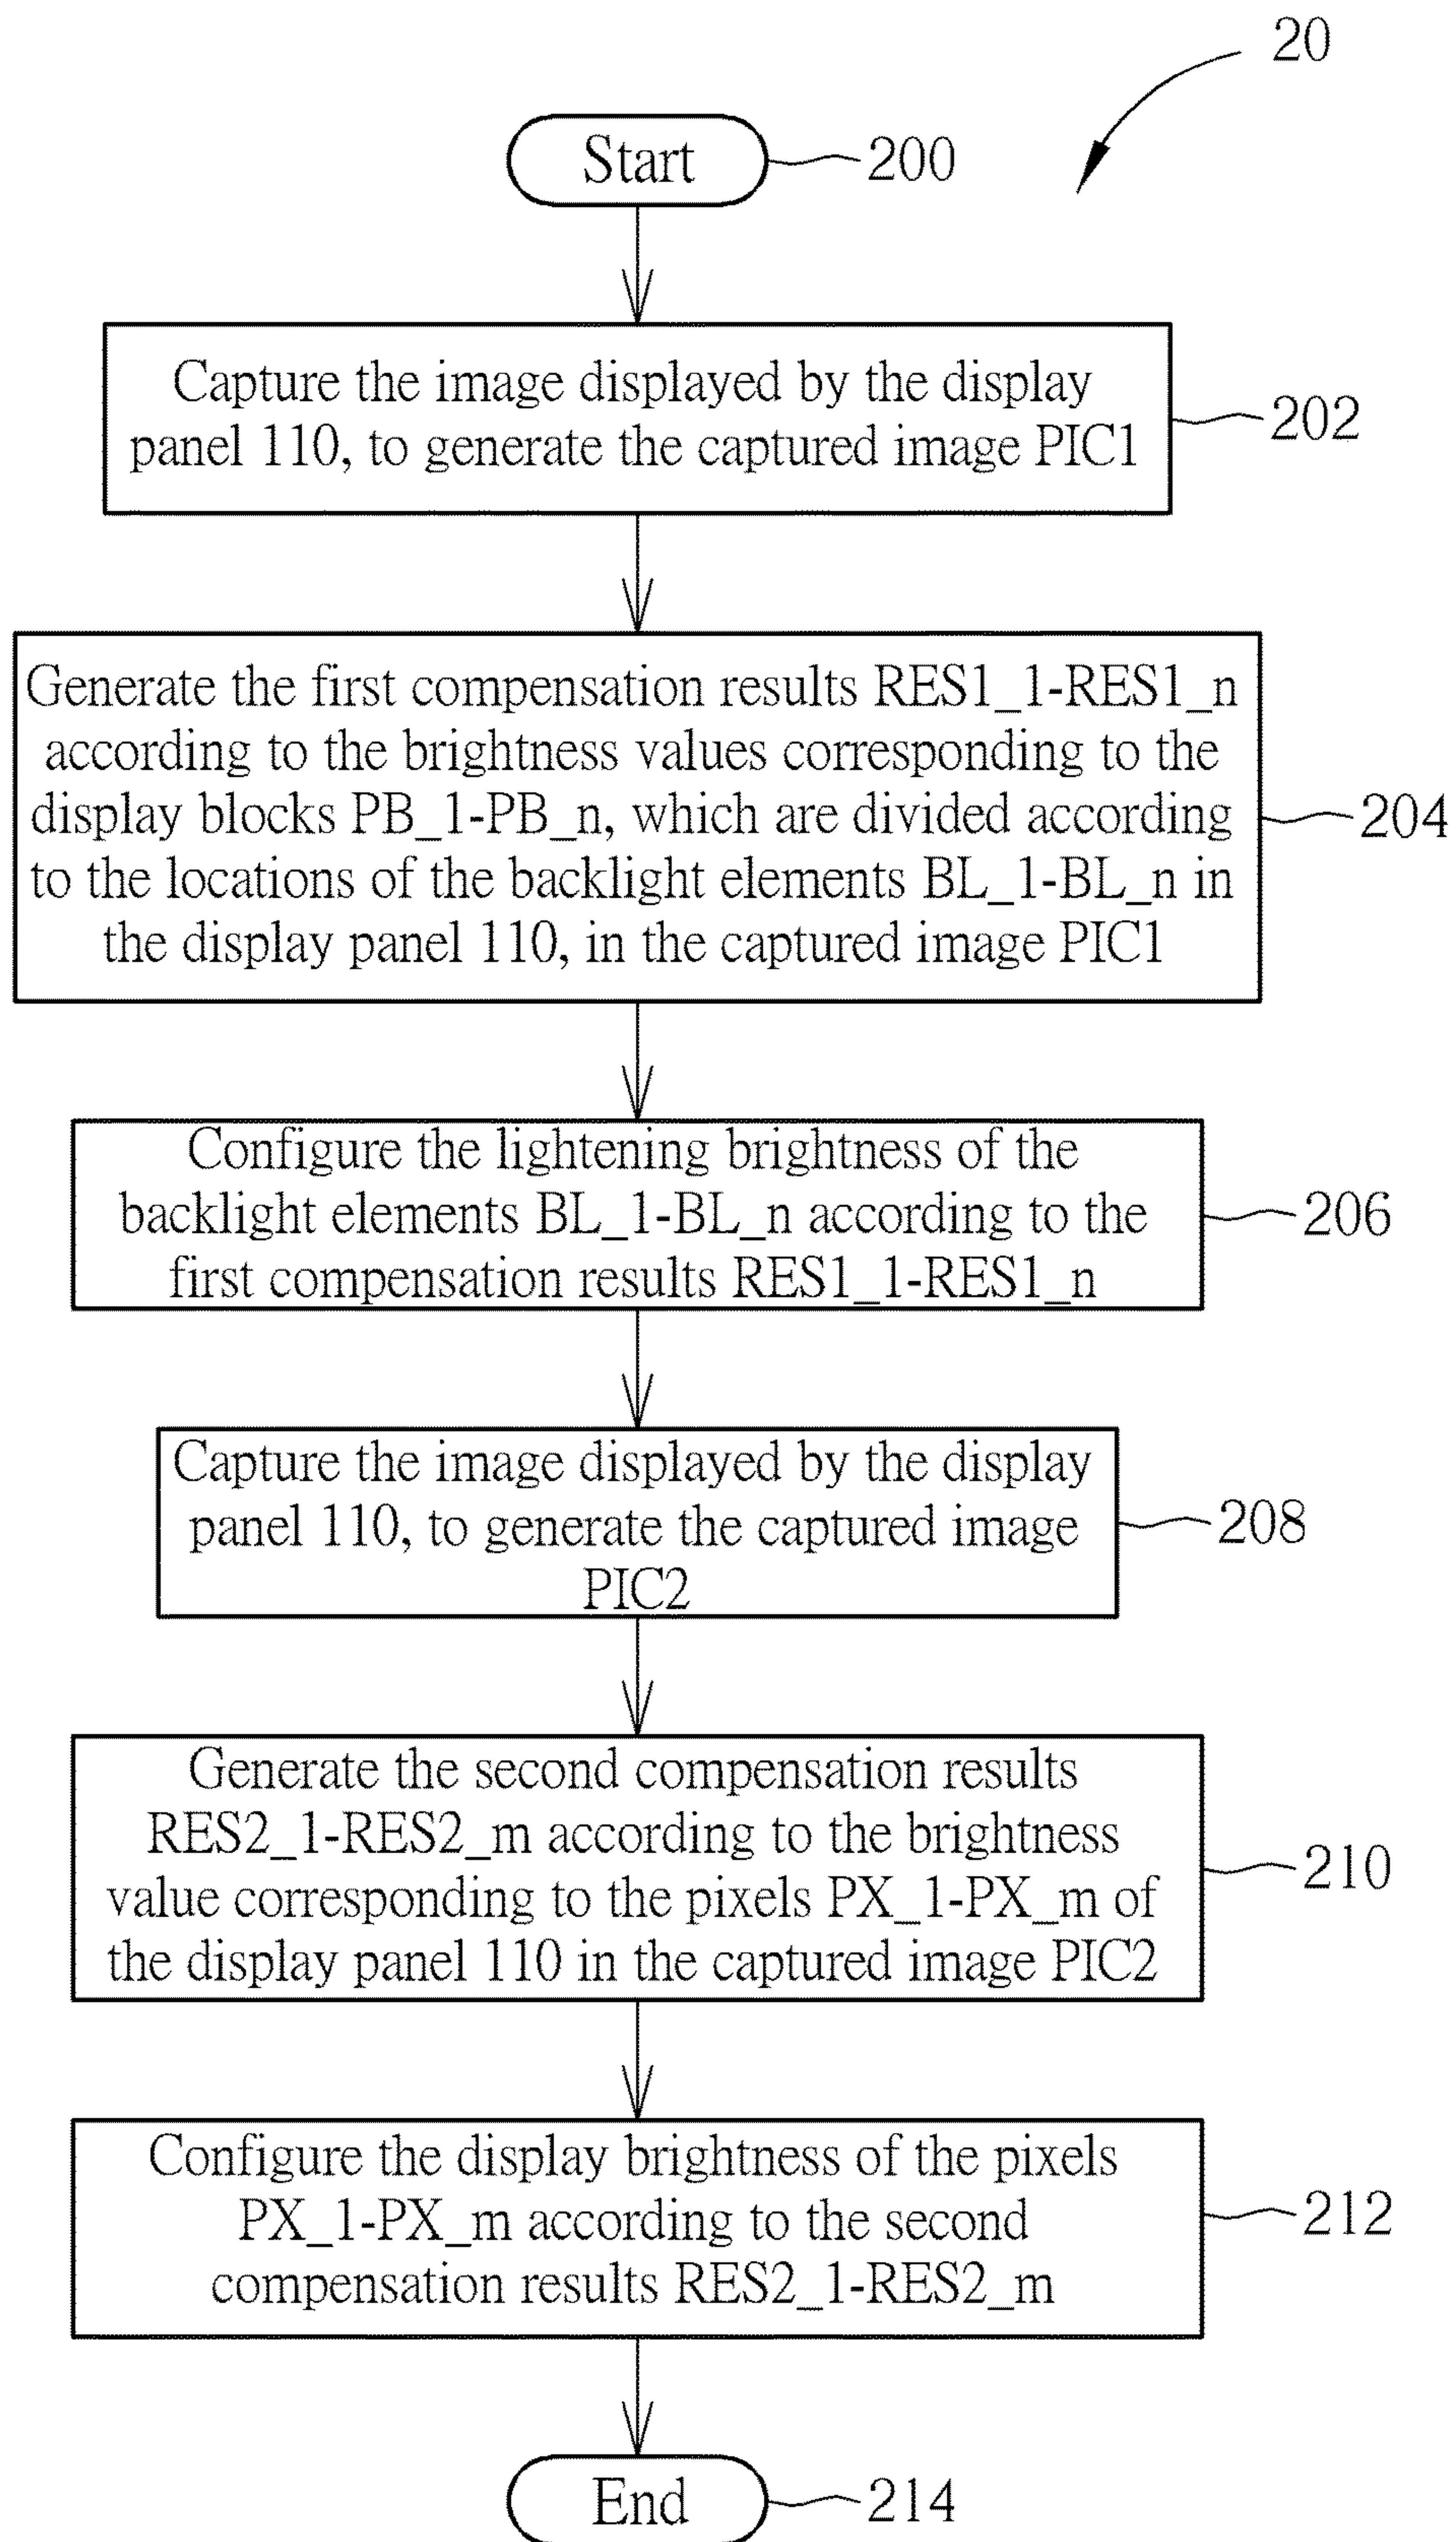 20
Start
200
Capture the image displayed by the display
panel 110, to generate the captured image PIC1
202
Generate the first compensation results RES1_1-RES1_n
according to the brightness values corresponding to the
display blocks PB_1-PB_n, which are divided according
to the locations of the backlight elements BL_1-BL_n in
the display panel 110, in the captured image PIC1
204
Configure the lightening brightness of the
backlight elements BL_1-BL_n according to the
first compensation results RES1_1-RES1_n
206
Capture the image displayed by the display
panel 110, to generate the captured image
PIC2
208
Generate the second compensation results
RES2_1-RES2_m according to the brightness
value corresponding to the pixels PX_1-PX_m of
the display panel 110 in the captured image PIC2
210
Configure the display brightness of the pixels
PX_1-PX_m according to the second
compensation results RES2_1-RES2_m
212
End
214